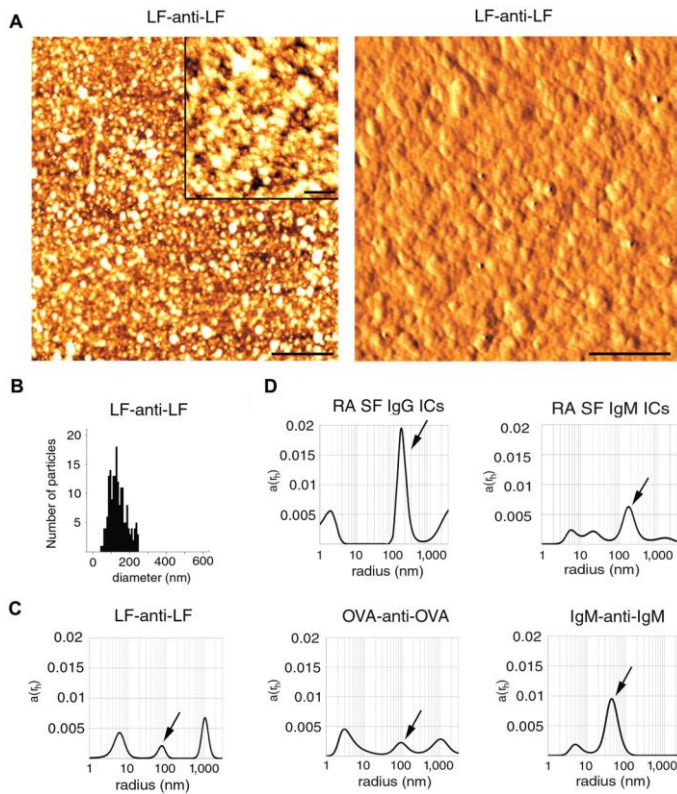 LF-anti-LF
LF-anti-LF
A
B
LF-anti-LF
Number of particles
20
15
10
5
0
200
400
600
diameter (nm)
D
RA SF IgG ICs
a(rₕ)
0.02
0.015
0.01
0.005
1
10
100
1,000
radius (nm)
RA SF IgM ICs
a(rₕ)
0.02
0.015
0.01
0.005
1
10
100
1,000
radius (nm)
C
LF-anti-LF
a(rₕ)
0.02
0.015
0.01
0.005
1
10
100
1,000
radius (nm)
OVA-anti-OVA
a(rₕ)
0.02
0.015
0.01
0.005
1
10
100
1,000
radius (nm)
IgM-anti-IgM
a(rₕ)
0.02
0.015
0.01
0.005
1
10
100
1,000
radius (nm)